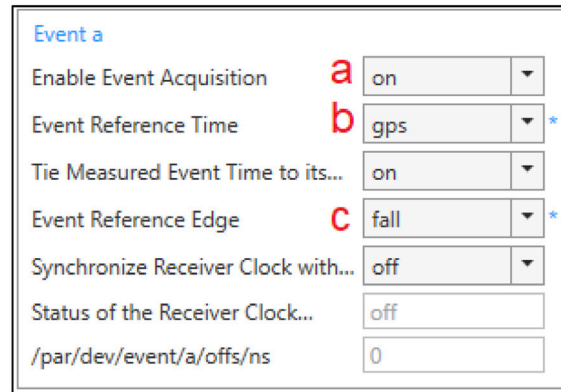 Event a
Enable Event Acquisition a on
Event Reference Time b gps *
Tie Measured Event Time to its... on
Event Reference Edge c fall *
Synchronize Receiver Clock with... off
Status of the Receiver Clock... off
/par/dev/event/a/offs/ns 0